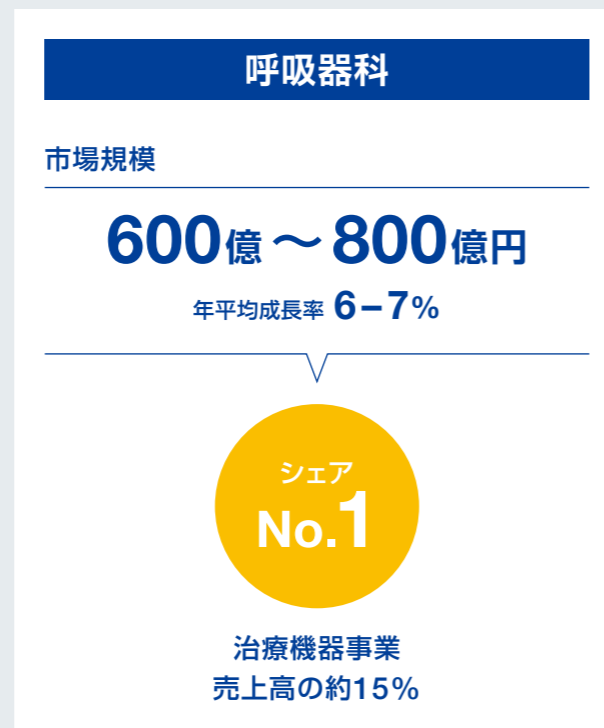 呼吸器科
市場規模
600億～800億円
年平均成長率 6−7%
シェア
No.1
治療機器事業
売上高の約15%